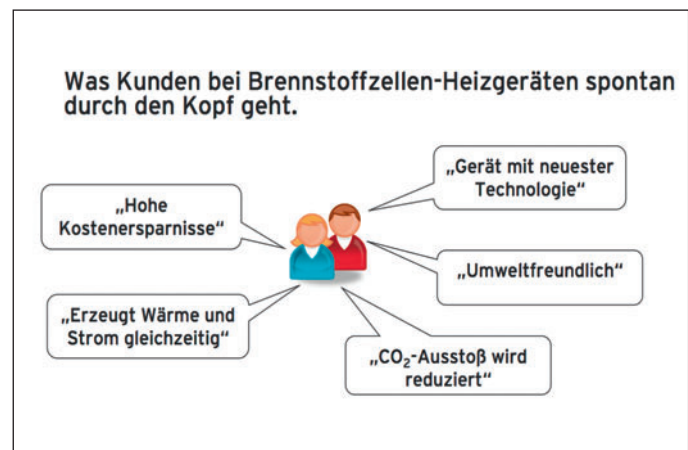 Was Kunden bei Brennstoffzellen-Heizgeräten spontan
durch den Kopf geht.
„Gerät mit neuester
Technologie“
„Hohe
Kostenersparnisse“
„Umweltfreundlich“
„Erzeugt Wärme und
Strom gleichzeitig“
„CO₂-Ausstoß wird
reduziert“